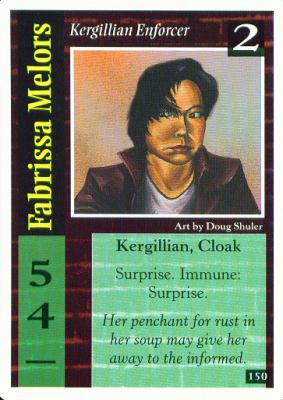 Kergillian Enforcer
2
Fabrissa Melors
Art by Doug Shuler
5
4
—
Kergillian, Cloak
Surprise. Immune:
Surprise.
Her penchant for rust in
her soup may give her
away to the informed.
150